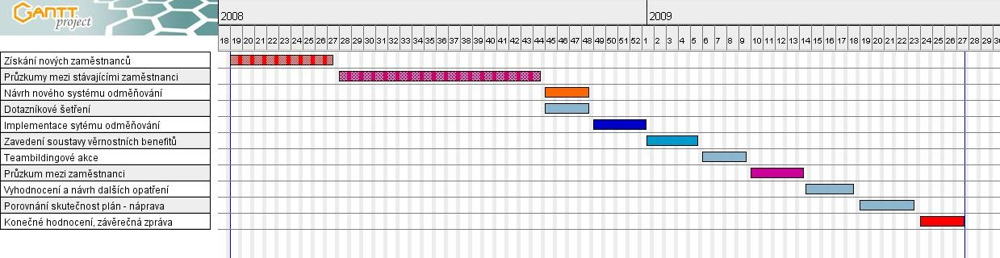 GANTT
project
2008 2009
18 19 20 21 22 23 24 25 26 27 28 29 30 31 32 33 34 35 36 37 38 39 40 41 42 43 44 45 46 47 48 49 50 51 52 1 2 3 4 5 6 7 8 9 10 11 12 13 14 15 16 17 18 19 20 21 22 23 24 25 26 27 28 29 30
Získání nových zaměstnanců
Průzkumy mezi stávajícími zaměstnanci
Návrh nového systému odměňování
Dotazníkové šetření
Implementace sytému odměňování
Zavedení soustavy věrnostních benefitů
Teambildingové akce
Průzkum mezi zaměstnanci
Vyhodnocení a návrh dalších opatření
Porovnání skutečnost plán - náprava
Konečné hodnocení, závěrečná zpráva